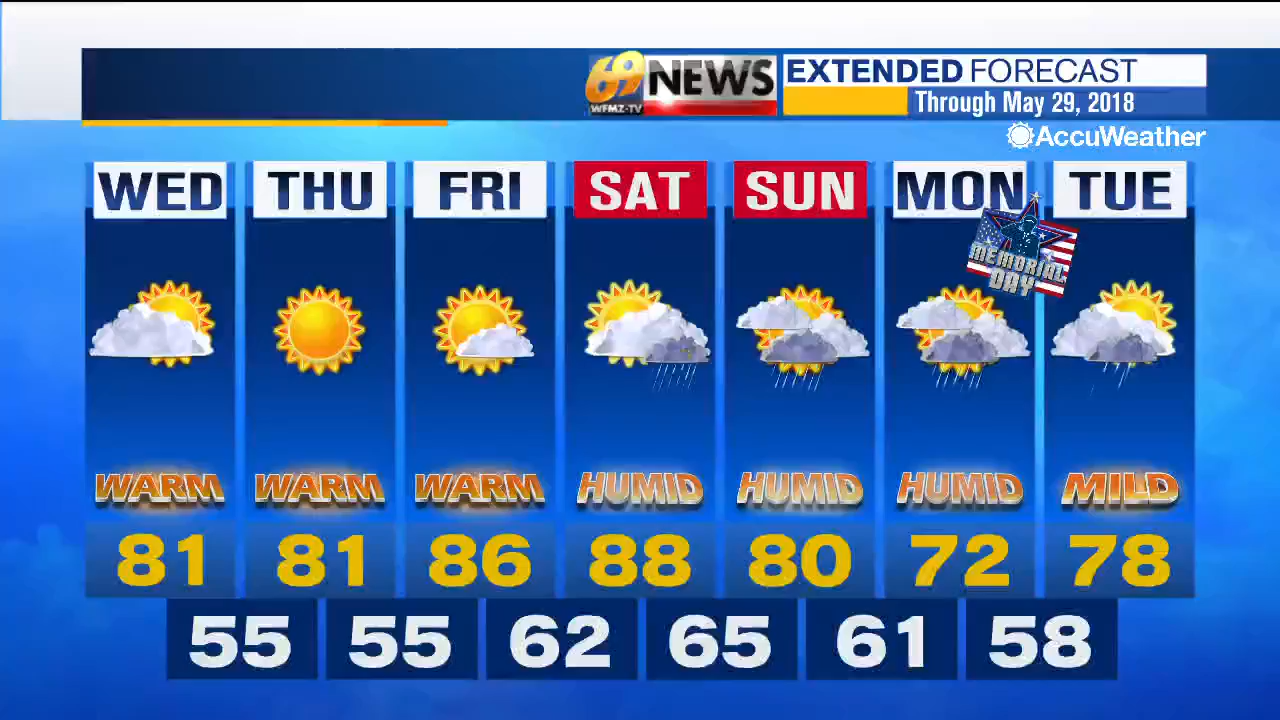 69 NEWS
WFMZ-TV
EXTENDED FORECAST
Through May 29, 2018
AccuWeather
WED THU FRI SAT SUN MON TUE
MEMORIAL
DAY
WARM WARM WARM HUMID HUMID HUMID MILD
81 81 86 88 80 72 78
55 55 62 65 61 58